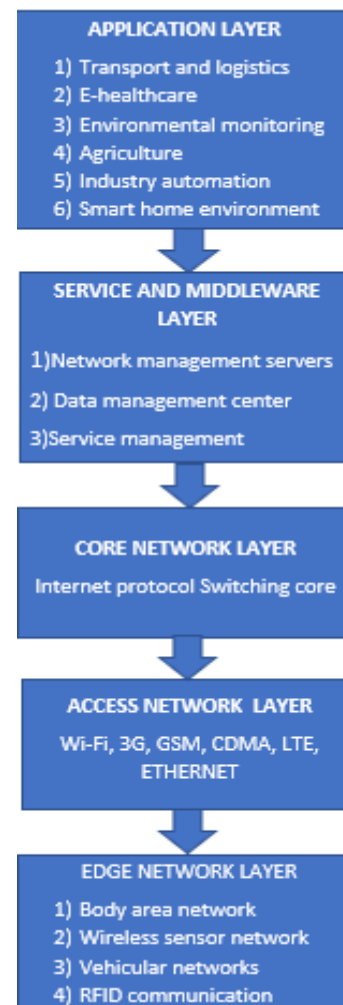 APPLICATION LAYER
1) Transport and logistics
2) E-healthcare
3) Environmental monitoring
4) Agriculture
5) Industry automation
6) Smart home environment
SERVICE AND MIDDLEWARE
LAYER
1)Network management servers
2) Data management center
3)Service management
CORE NETWORK LAYER
Internet protocol Switching core
ACCESS NETWORK LAYER
Wi-Fi, 3G, GSM, CDMA, LTE,
ETHERNET
EDGE NETWORK LAYER
1) Body area network
2) Wireless sensor network
3) Vehicular networks
4) RFID communication